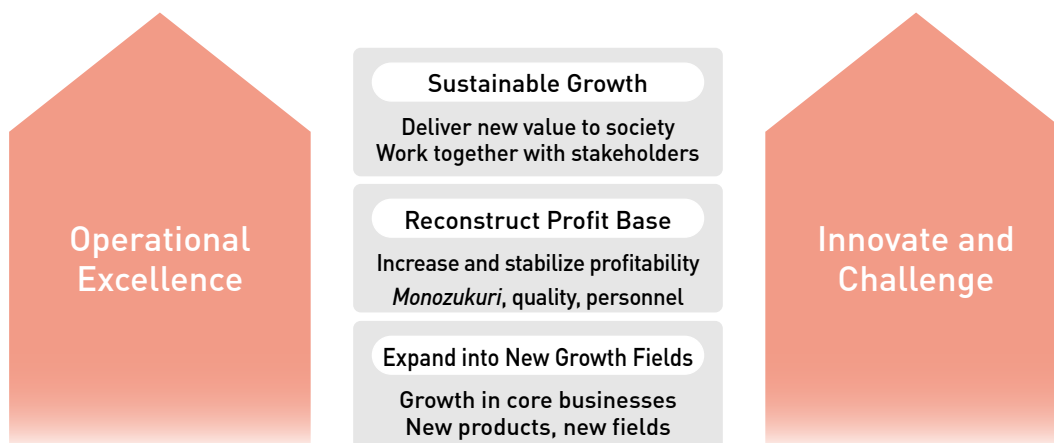 Operational
Excellence
Sustainable Growth
Deliver new value to society
Work together with stakeholders
Reconstruct Profit Base
Increase and stabilize profitability
Monozukuri, quality, personnel
Expand into New Growth Fields
Growth in core businesses
New products, new fields
Innovate and
Challenge